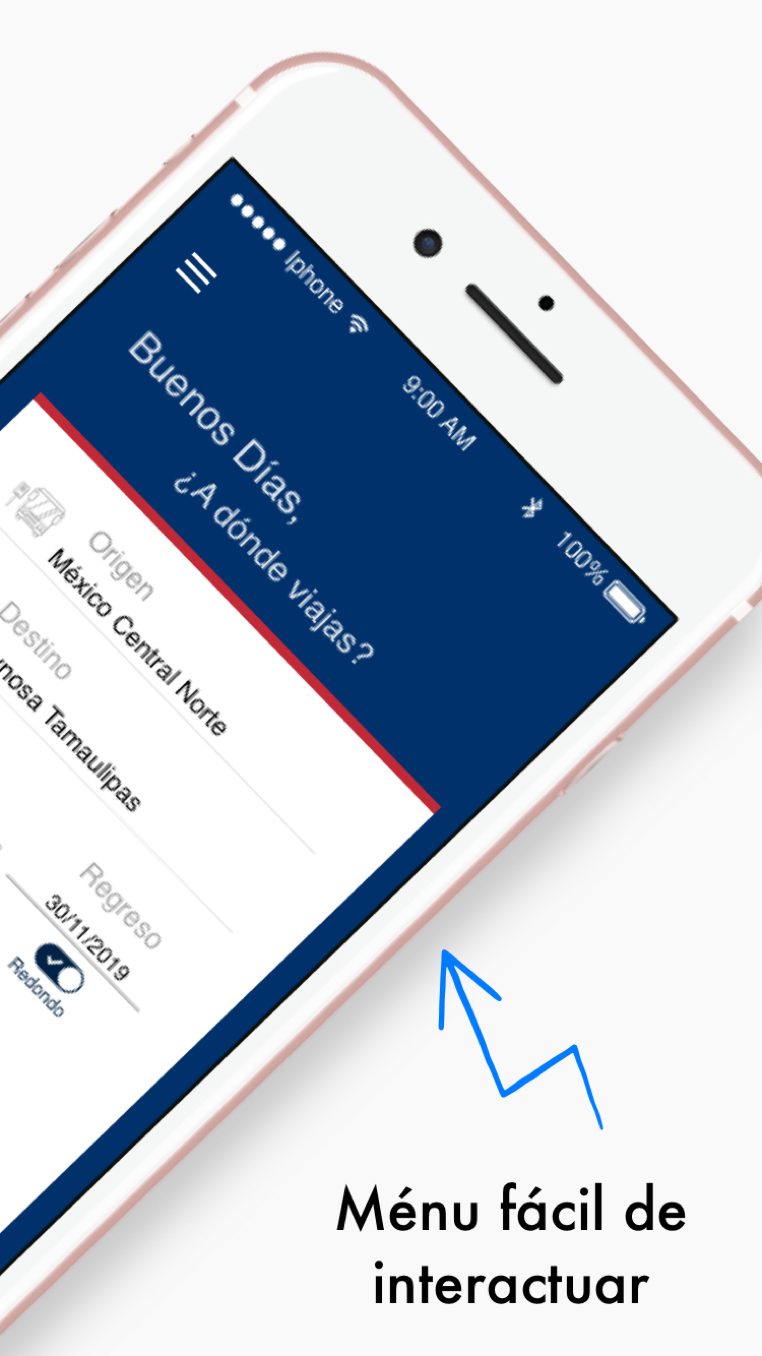 Iphone 9:00 AM 100%
Buenos Días,
¿A dónde viajas?
Origen
México Central Norte
Destino
Tamaulipas
Regreso
30/11/2019
Redondo
Ménu fácil de
interactuar